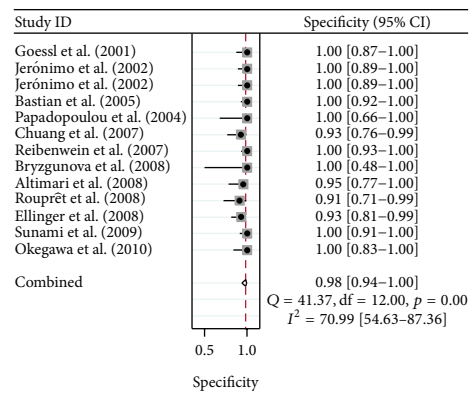 Study ID Specificity (95% CI)
Goessl et al. (2001) 1.00 [0.87–1.00]
Jerónimo et al. (2002) 1.00 [0.89–1.00]
Jerónimo et al. (2002) 1.00 [0.89–1.00]
Bastian et al. (2005) 1.00 [0.92–1.00]
Papadopoulou et al. (2004) 1.00 [0.66–1.00]
Chuang et al. (2007) 0.93 [0.76–0.99]
Reibenwein et al. (2007) 1.00 [0.93–1.00]
Bryzgunova et al. (2008) 1.00 [0.48–1.00]
Altimari et al. (2008) 0.95 [0.77–1.00]
Rouprêt et al. (2008) 0.91 [0.71–0.99]
Ellinger et al. (2008) 0.93 [0.81–0.99]
Sunami et al. (2009) 1.00 [0.91–1.00]
Okegawa et al. (2010) 1.00 [0.83–1.00]
Combined 0.98 [0.94–1.00]
Q = 41.37, df = 12.00, p = 0.00
I² = 70.99 [54.63–87.36]
0.5 1.0
Specificity